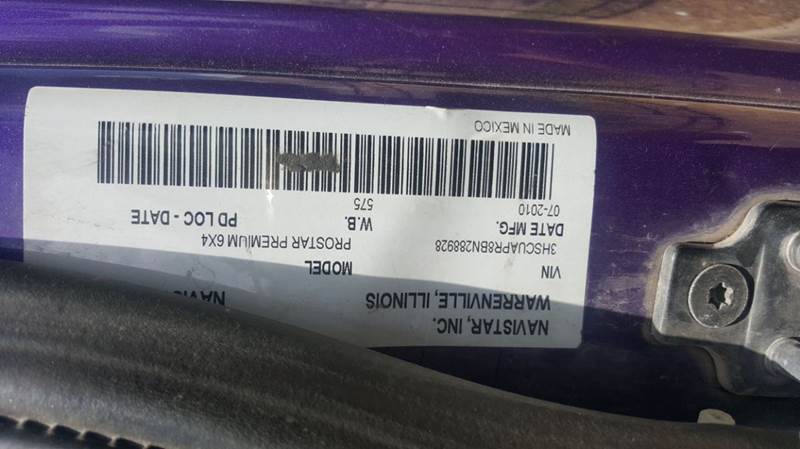 NAVISTAR, INC.
WARRENVILLE, ILLINOIS
VIN MODEL
3HSCUAPR8BN288928 PROSTAR PREMIUM 6X4
DATE MFG. W.B. PD LOC - DATE
07-2010 575
MADE IN MEXICO